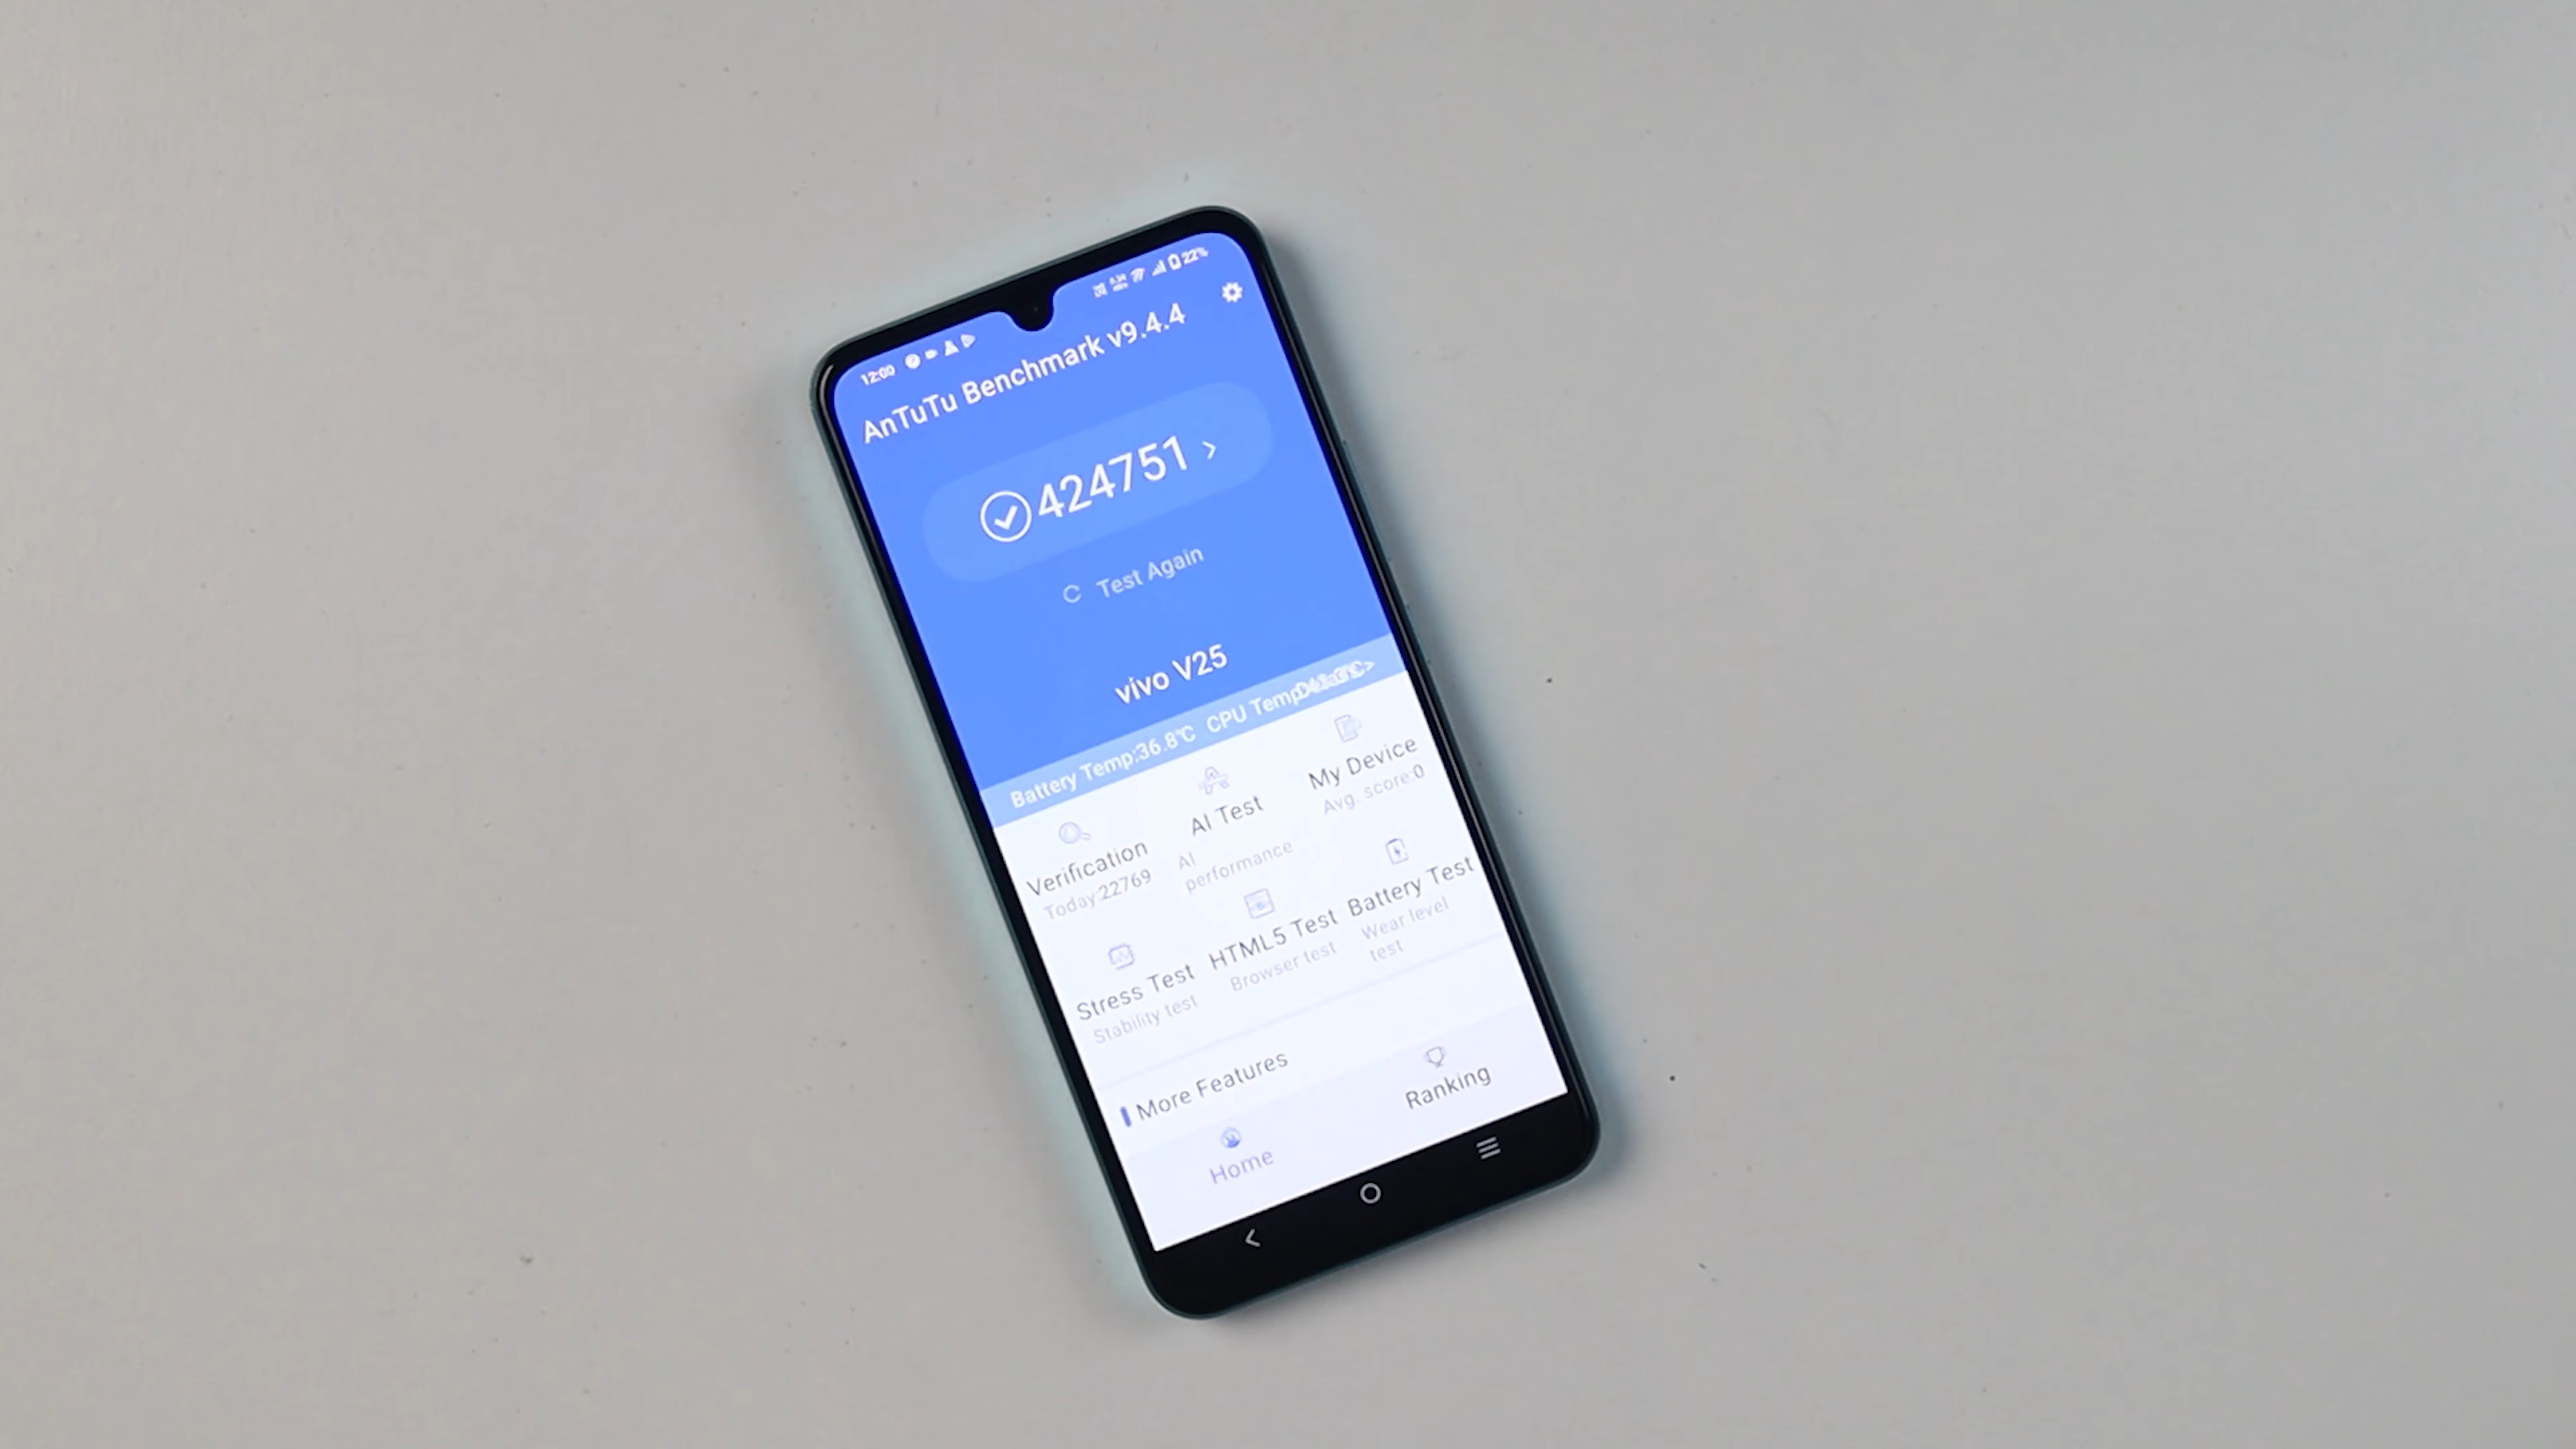 12:00
22%
AnTuTu Benchmark v9.4.4
424751
Test Again
vivo V25
Battery Temp:36.8℃ CPU Temp
Verification
Today:22769
AI Test
AI
performance
My Device
Avg. score:0
Stress Test
Stability test
HTML5 Test
Browser test
Battery Test
Wear level
test
More Features
Home
Ranking